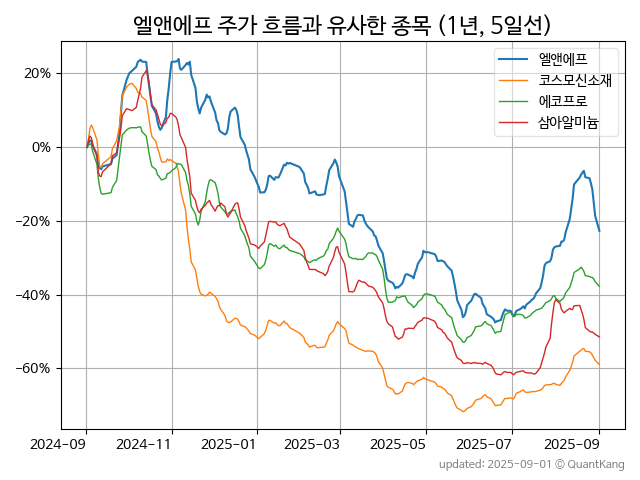 엘앤에프 주가 흐름과 유사한 종목 (1년, 5일선)
엘앤에프
코스모신소재
에코프로
삼아알미늄
20%
0%
−20%
−40%
−60%
2024-09 2024-11 2025-01 2025-03 2025-05 2025-07 2025-09
updated: 2025-09-01 © QuantKang